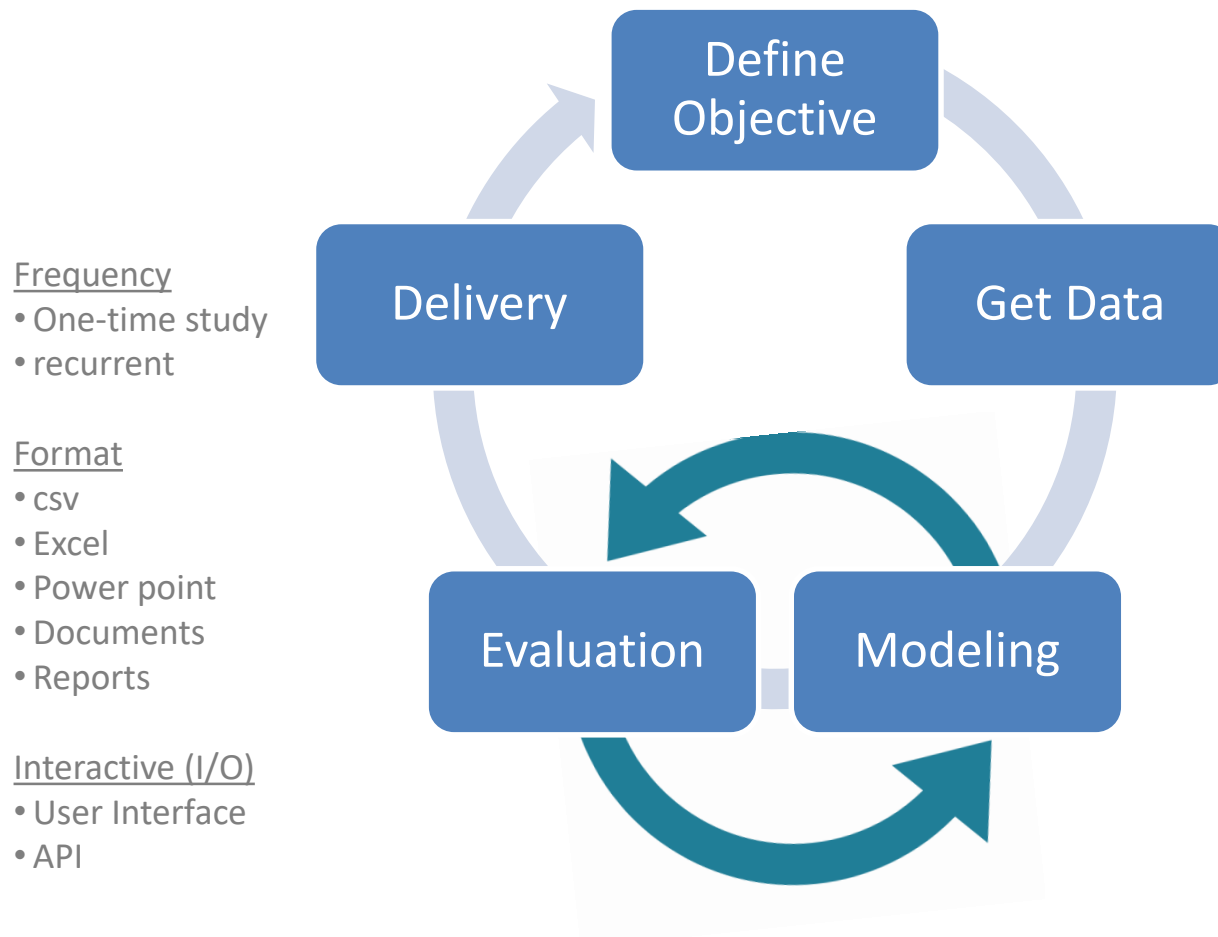 Define
Objective
Delivery
Get Data
Evaluation
Modeling
Frequency
• One-time study
• recurrent
Format
• csv
• Excel
• Power point
• Documents
• Reports
Interactive (I/O)
• User Interface
• API